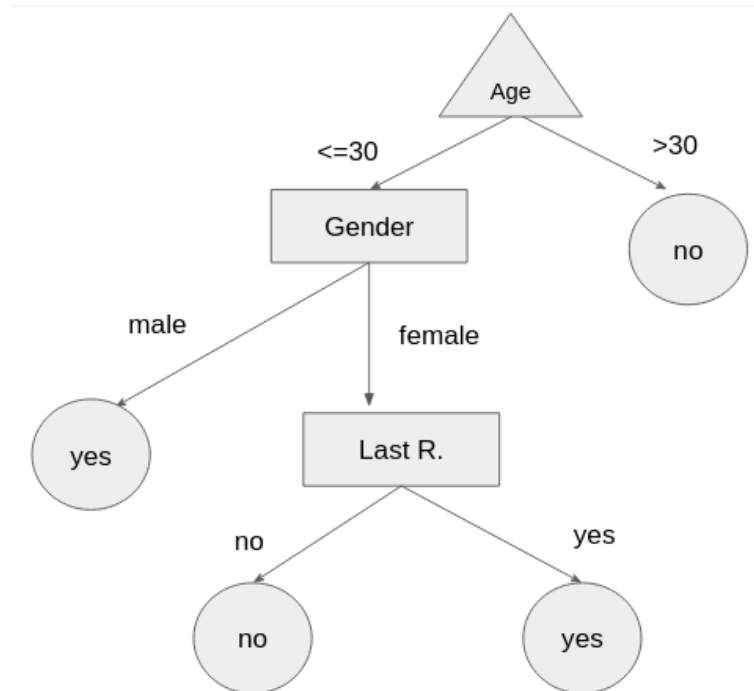 Age
<=30
>30
Gender
no
male
female
yes
Last R.
no
yes
no
yes